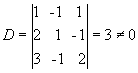 |1 -1 1|
D = |2 1 -1| = 3 ≠ 0
|3 -1 2|